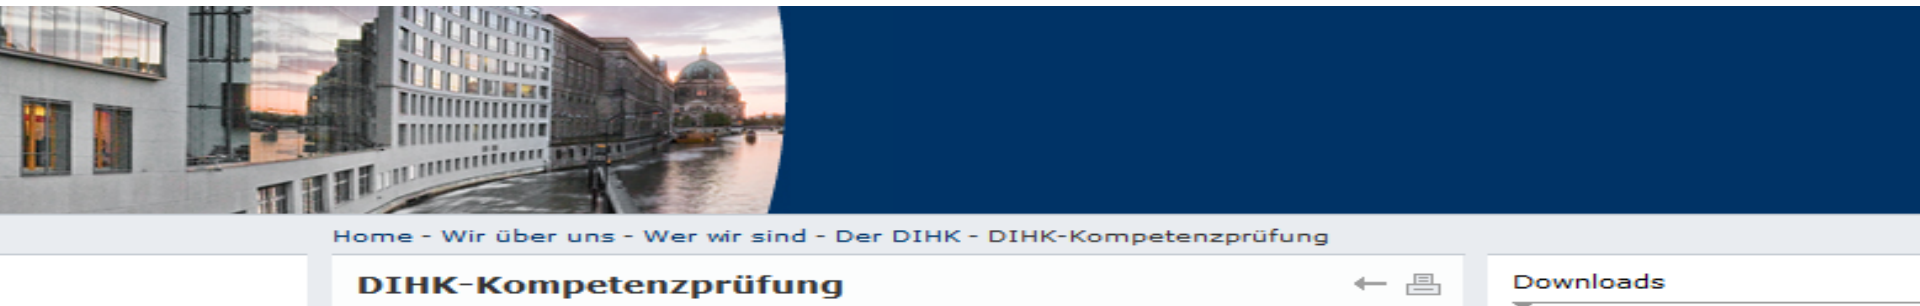 Home - Wir über uns - Wer wir sind - Der DIHK - DIHK-Kompetenzprüfung
DIHK-Kompetenzprüfung
Downloads